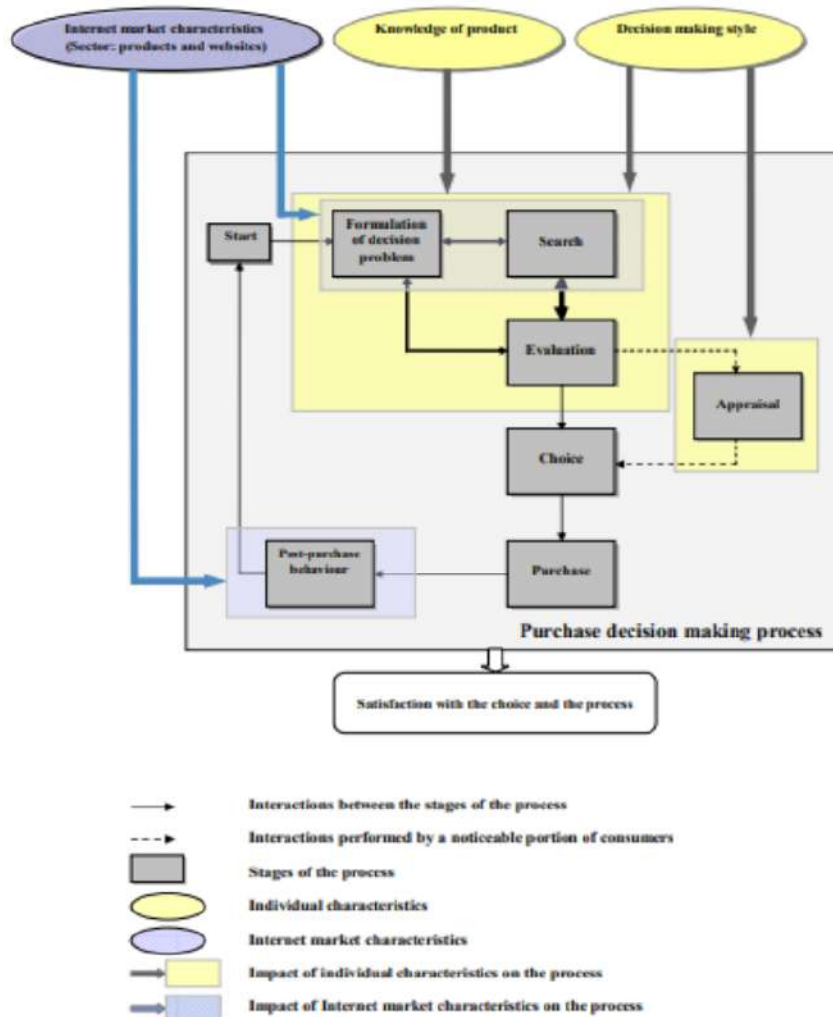 Internet market characteristics
(Sector: products and websites)
Knowledge of product
Decision making style
Start
Formulation
of decision
problem
Search
Evaluation
Appraisal
Choice
Post-purchase
behaviour
Purchase
Purchase decision making process
Satisfaction with the choice and the process
Interactions between the stages of the process
Interactions performed by a noticeable portion of consumers
Stages of the process
Individual characteristics
Internet market characteristics
Impact of individual characteristics on the process
Impact of Internet market characteristics on the process